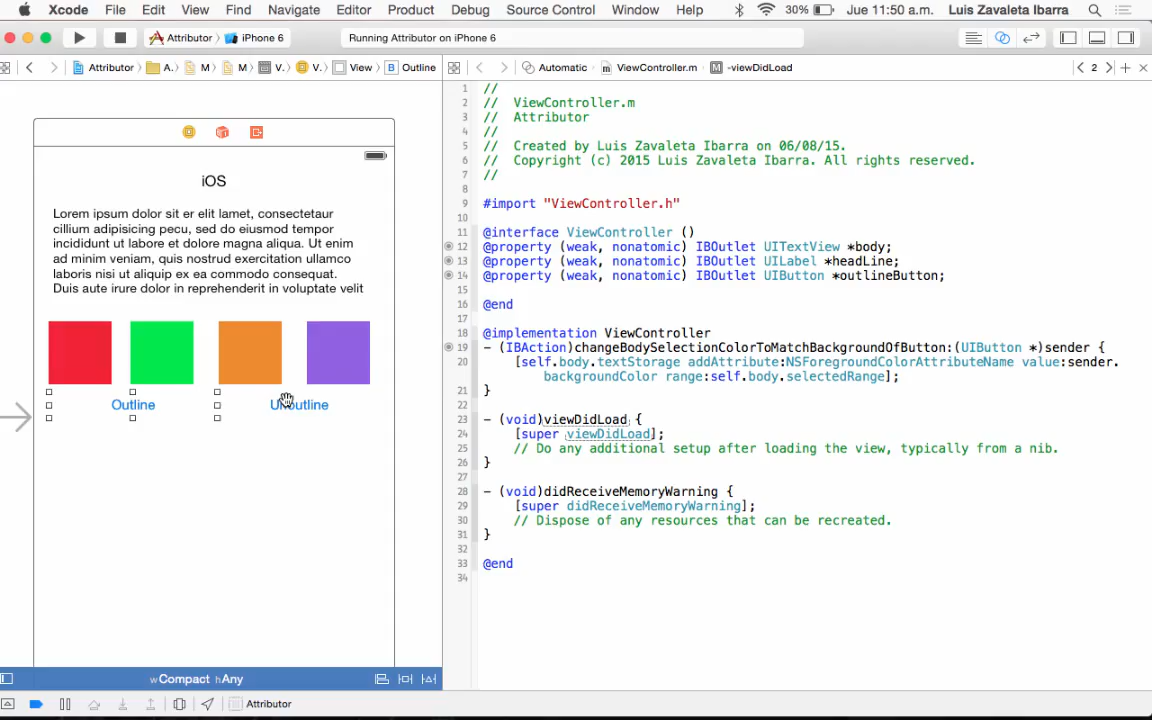 Xcode File Edit View Find Navigate Editor Product Debug Source Control Window Help 30% Jue 11:50 a.m. Luis Zavaleta Ibarra
Attributor iPhone 6 Running Attributor on iPhone 6
Attributor A. M M V. V. View B Outline Automatic m ViewController.m M -viewDidLoad 2
iOS
Lorem ipsum dolor sit er elit lamet, consectetaur
cillium adipisicing pecu, sed do eiusmod tempor
incididunt ut labore et dolore magna aliqua. Ut enim
ad minim veniam, quis nostrud exercitation ullamco
laboris nisi ut aliquip ex ea commodo consequat.
Duis aute irure dolor in reprehenderit in voluptate velit
Outline Unoutline
wCompact hAny
Attributor
1 //
2 // ViewController.m
3 // Attributor
4 //
5 // Created by Luis Zavaleta Ibarra on 06/08/15.
6 // Copyright (c) 2015 Luis Zavaleta Ibarra. All rights reserved.
7 //
8
9 #import "ViewController.h"
10
11 @interface ViewController ()
12 @property (weak, nonatomic) IBOutlet UITextView *body;
13 @property (weak, nonatomic) IBOutlet UILabel *headLine;
14 @property (weak, nonatomic) IBOutlet UIButton *outlineButton;
15
16 @end
17
18 @implementation ViewController
19 - (IBAction)changeBodySelectionColorToMatchBackgroundOfButton:(UIButton *)sender {
20 [self.body.textStorage addAttribute:NSForegroundColorAttributeName value:sender.
backgroundColor range:self.body.selectedRange];
21 }
22
23 - (void)viewDidLoad {
24 [super viewDidLoad];
25 // Do any additional setup after loading the view, typically from a nib.
26 }
27
28 - (void)didReceiveMemoryWarning {
29 [super didReceiveMemoryWarning];
30 // Dispose of any resources that can be recreated.
31 }
32
33 @end
34